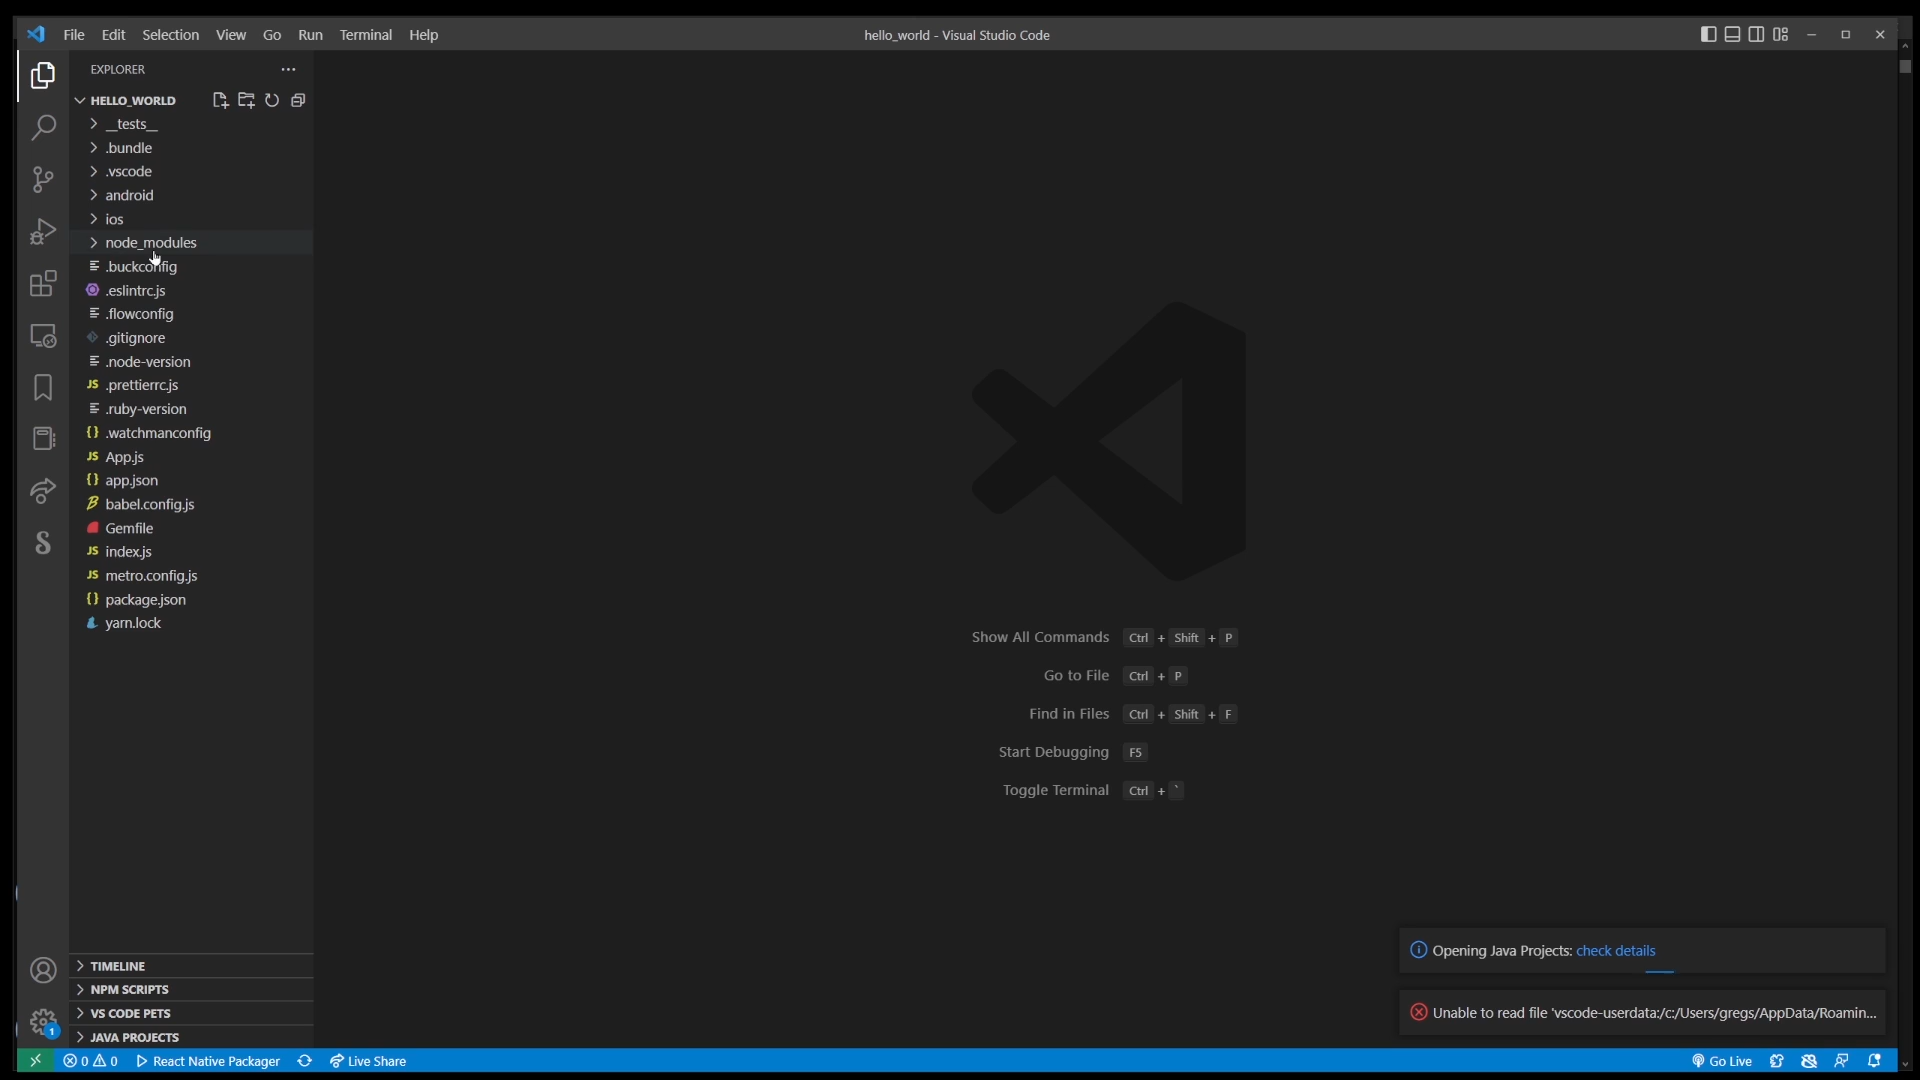 File Edit Selection View Go Run Terminal Help
hello_world - Visual Studio Code
EXPLORER
HELLO_WORLD
__tests__
.bundle
.vscode
android
ios
node_modules
.buckconfig
.eslintrc.js
.flowconfig
.gitignore
.node-version
.prettierrc.js
.ruby-version
.watchmanconfig
JS App.js
app.json
babel.config.js
Gemfile
JS index.js
JS metro.config.js
package.json
yarn.lock
Show All Commands Ctrl + Shift + P
Go to File Ctrl + P
Find in Files Ctrl + Shift + F
Start Debugging F5
Toggle Terminal Ctrl + `
Opening Java Projects: check details
Unable to read file 'vscode-userdata:/c:/Users/gregs/AppData/Roamin...
TIMELINE
NPM SCRIPTS
VS CODE PETS
JAVA PROJECTS
1
0 0 React Native Packager Live Share Go Live